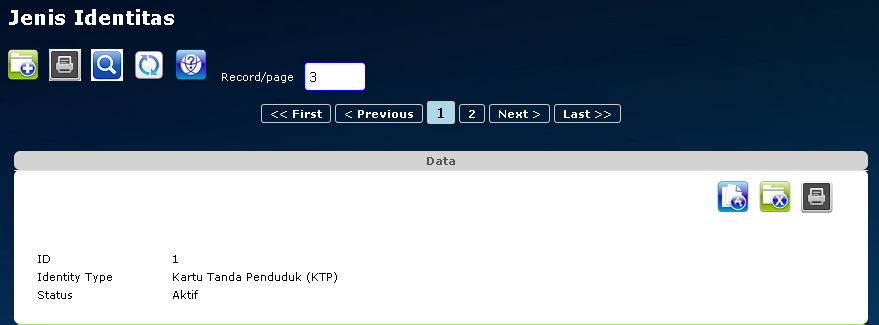 Jenis Identitas
Record/page 3
<< First < Previous 1 2 Next > Last >>
Data
ID 1
Identity Type Kartu Tanda Penduduk (KTP)
Status Aktif